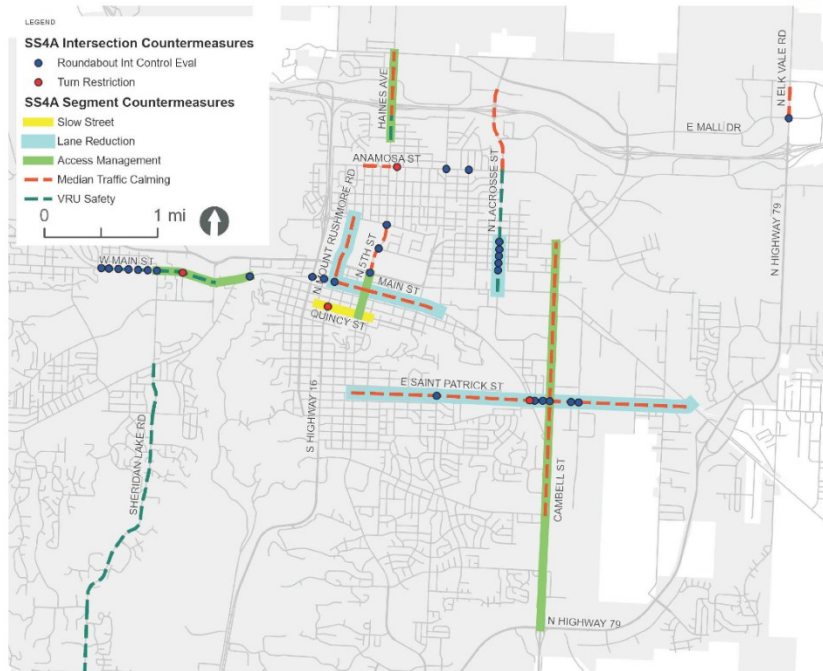 LEGEND
SS4A Intersection Countermeasures
Roundabout Int Control Eval
Turn Restriction
SS4A Segment Countermeasures
Slow Street
Lane Reduction
Access Management
Median Traffic Calming
VRU Safety
0 1 mi
HAINES AVE
N ELK VALE RD
E MALL DR
ANAMOSA ST
N LACROSSE ST
N MOUNT RUSHMORE RD
N 5TH ST
N HIGHWAY 79
W MAIN ST
MAIN ST
QUINCY ST
E SAINT PATRICK ST
S HIGHWAY 16
SHERIDAN LAKE RD
CAMBELL ST
N HIGHWAY 79